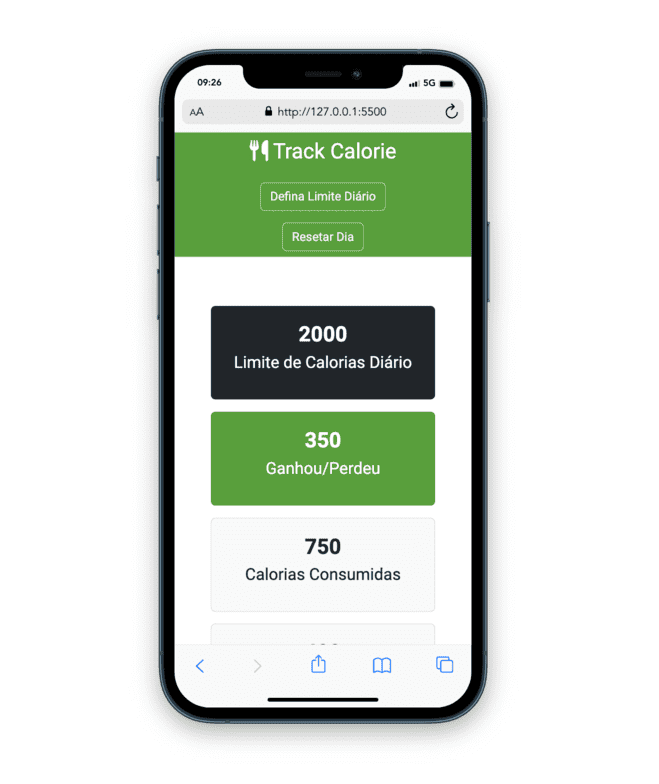 09:26
5G
AA
http://127.0.0.1:5500
Track Calorie
Defina Limite Diário
Resetar Dia
2000
Limite de Calorias Diário
350
Ganhou/Perdeu
750
Calorias Consumidas